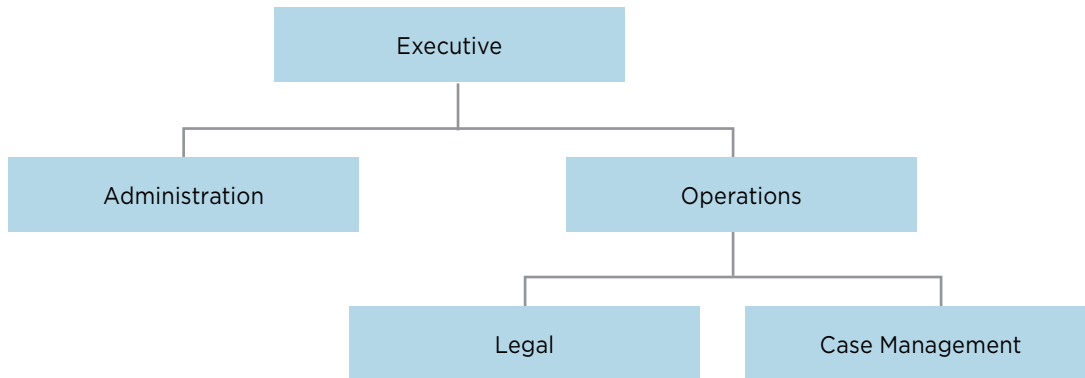 Executive
Administration
Operations
Legal
Case Management